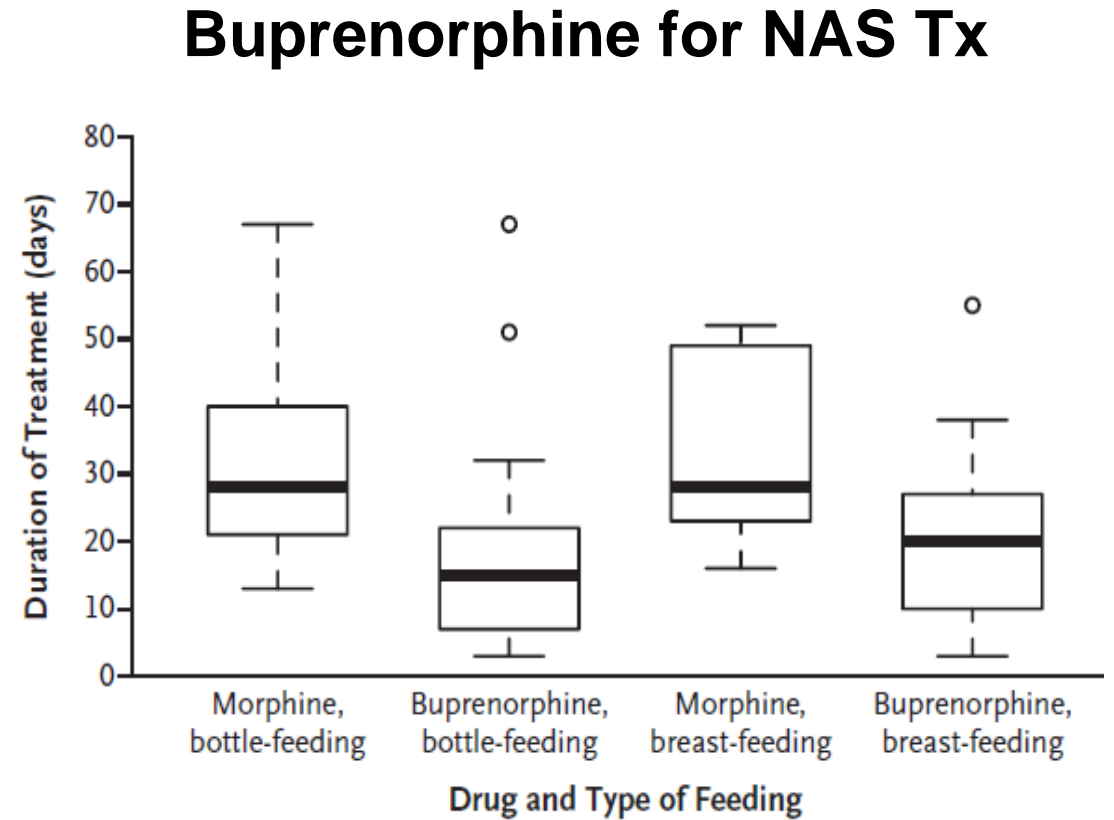 Buprenorphine for NAS Tx
80
70
60
50
40
30
20
10
0
Duration of Treatment (days)
Morphine,
bottle-feeding
Buprenorphine,
bottle-feeding
Morphine,
breast-feeding
Buprenorphine,
breast-feeding
Drug and Type of Feeding